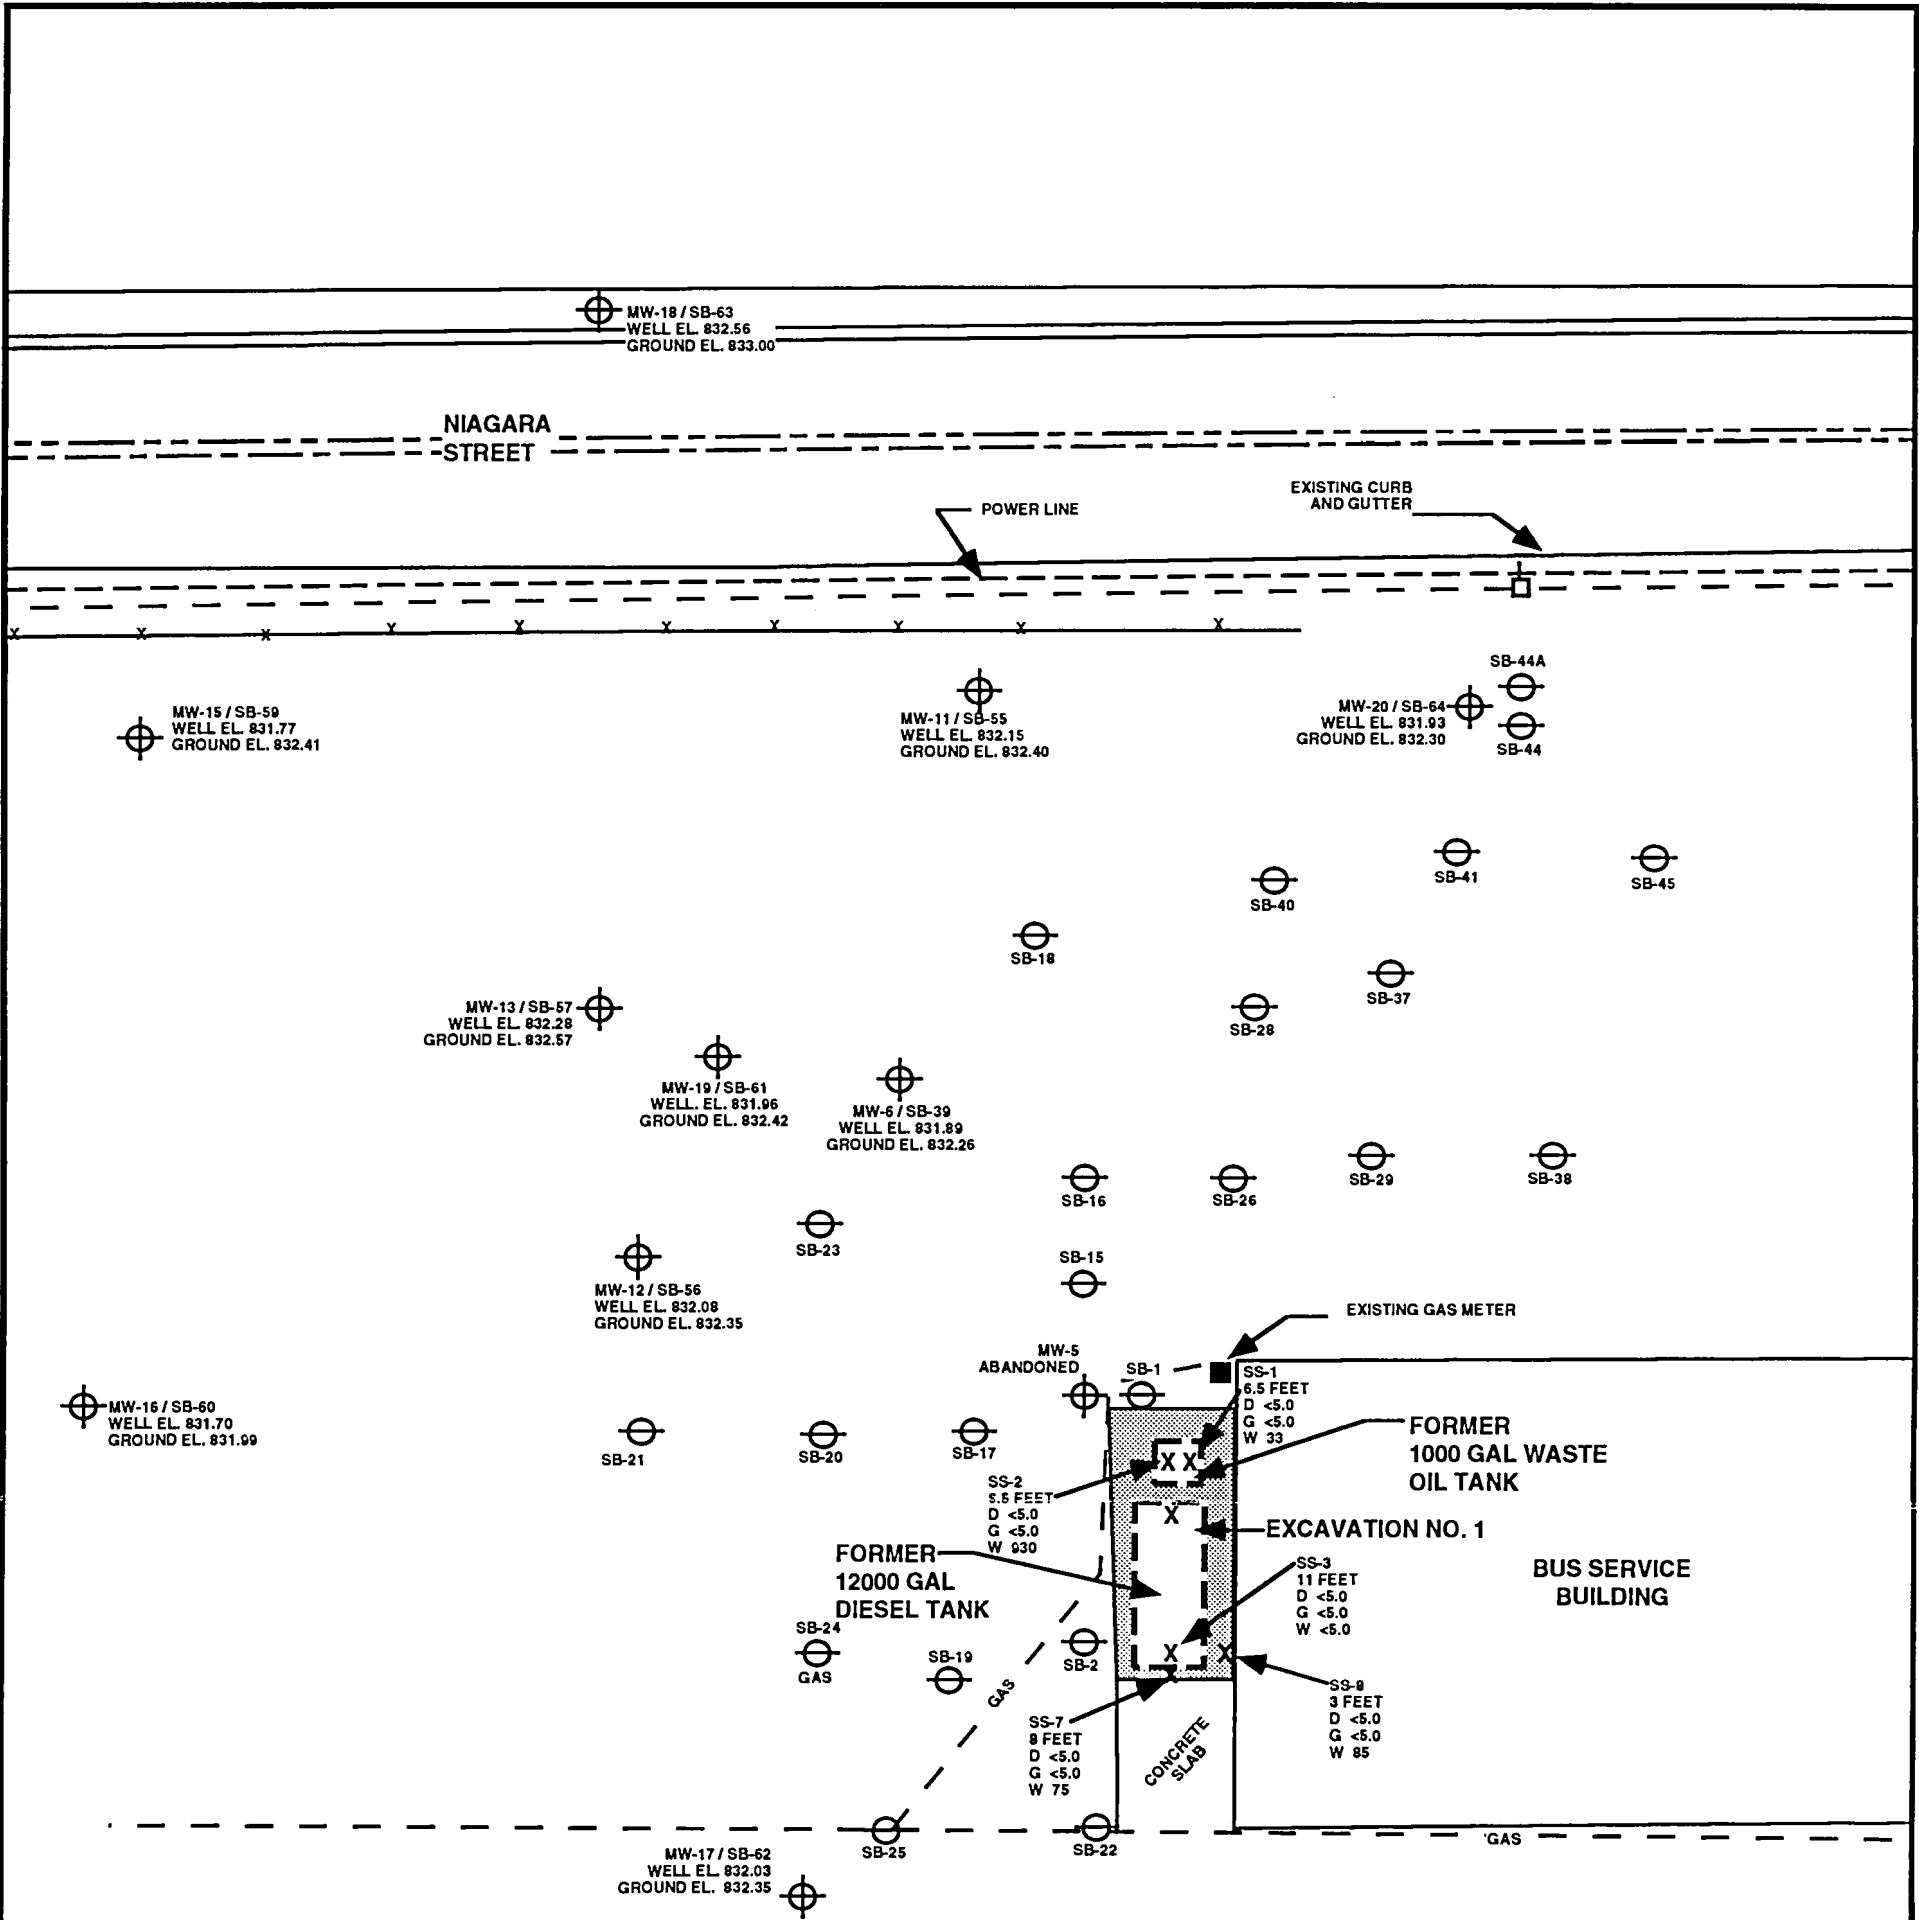 MW-18 / SB-63
WELL EL. 832.56
GROUND EL. 833.00
NIAGARA
STREET
POWER LINE
EXISTING CURB
AND GUTTER
SB-44A
MW-15 / SB-59
WELL EL. 831.77
GROUND EL. 832.41
MW-11 / SB-55
WELL EL. 832.15
GROUND EL. 832.40
MW-20 / SB-64
WELL EL. 831.93
GROUND EL. 832.30
SB-44
SB-41
SB-45
SB-40
SB-18
SB-37
SB-28
MW-13 / SB-57
WELL EL. 832.28
GROUND EL. 832.57
MW-19 / SB-61
WELL. EL. 831.96
GROUND EL. 832.42
MW-6 / SB-39
WELL EL. 831.89
GROUND EL. 832.26
SB-16
SB-26
SB-29
SB-38
SB-23
SB-15
MW-12 / SB-56
WELL EL. 832.08
GROUND EL. 832.35
EXISTING GAS METER
MW-5
ABANDONED
SB-1
SS-1
6.5 FEET
D <5.0
G <5.0
W 33
MW-16 / SB-60
WELL EL. 831.70
GROUND EL. 831.99
SB-21
SB-20
SB-17
FORMER
1000 GAL WASTE
OIL TANK
SS-2
FEET
D <5.0
G <5.0
W 930
X X
X
EXCAVATION NO. 1
FORMER
12000 GAL
DIESEL TANK
SS-3
11 FEET
D <5.0
G <5.0
W <5.0
BUS SERVICE
BUILDING
SB-24
GAS
SB-19
SB-2
X X
GAS
SS-7
FEET
D <5.0
G <5.0
W 75
CONCRETE
SLAB
3 FEET
D <5.0
G <5.0
W 85
SB-25
SB-22
GAS
MW-17 / SB-62
WELL EL. 832.03
GROUND EL. 832.35